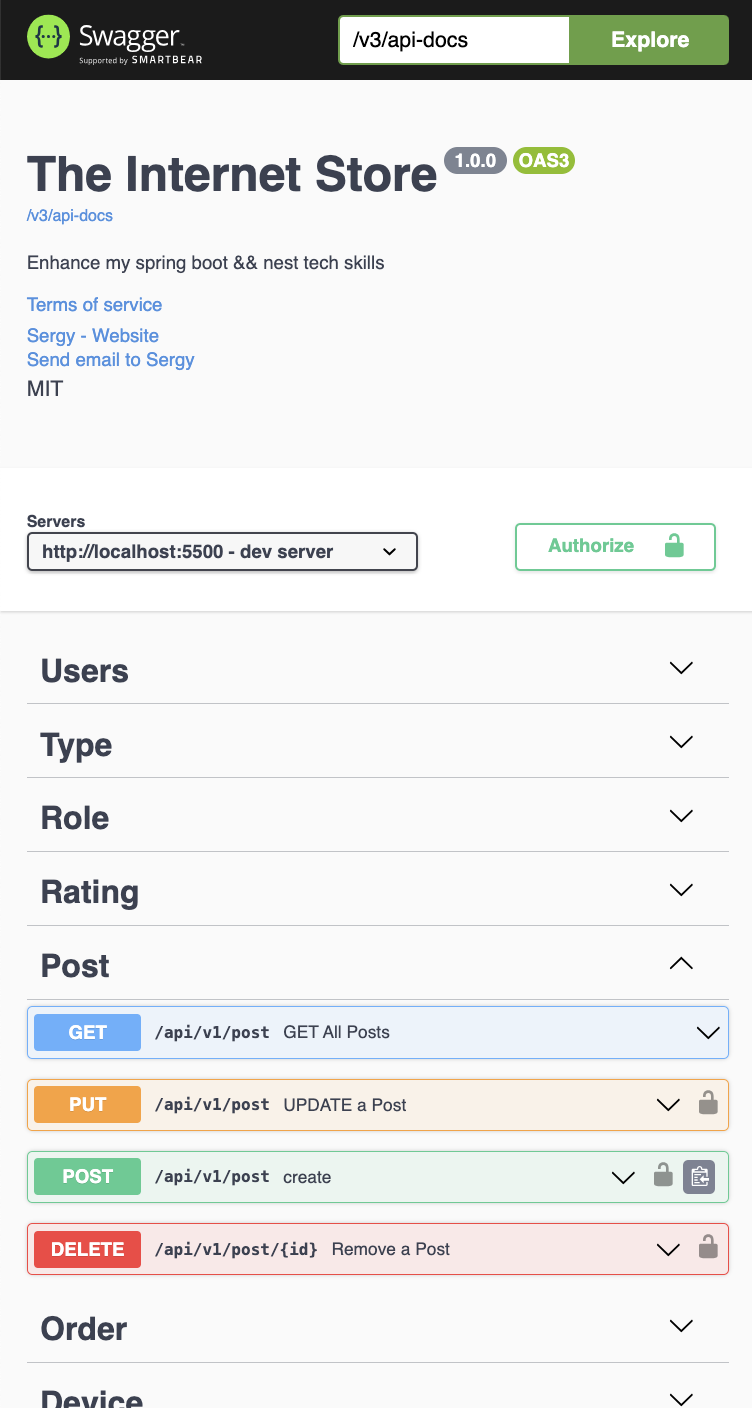 Swagger
Supported by SMARTBEAR
/v3/api-docs
Explore
The Internet Store 1.0.0 OAS3
/v3/api-docs
Enhance my spring boot && nest tech skills
Terms of service
Sergy - Website
Send email to Sergy
MIT
Servers
http://localhost:5500 - dev server
Authorize
Users
Type
Role
Rating
Post
GET /api/v1/post GET All Posts
PUT /api/v1/post UPDATE a Post
POST /api/v1/post create
DELETE /api/v1/post/{id} Remove a Post
Order
Device